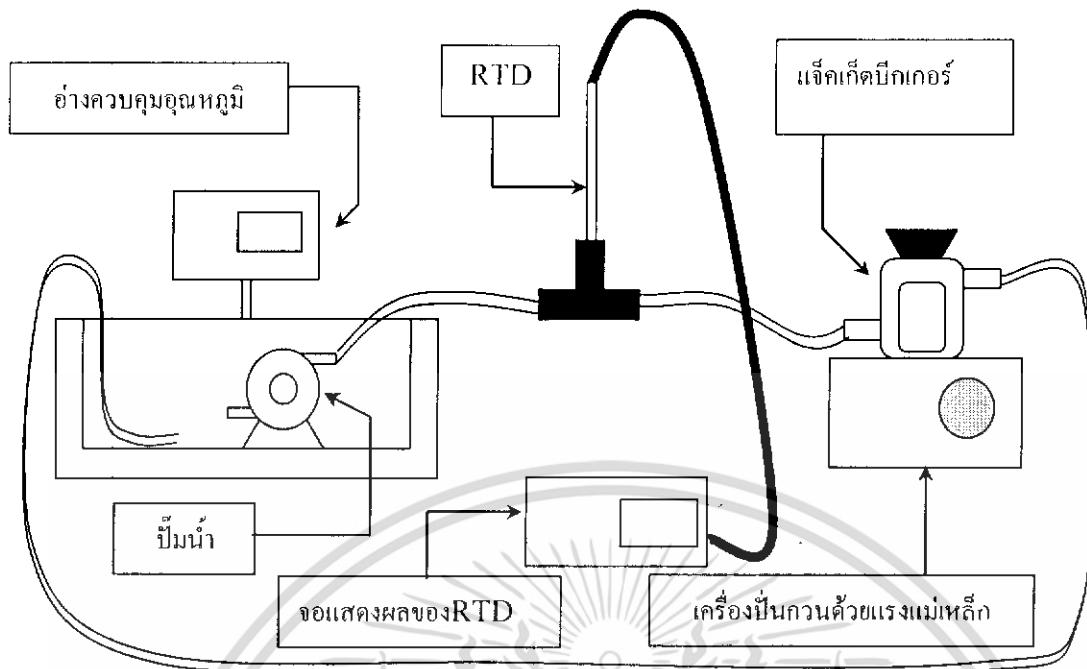 อ่างควบคุมอุณหภูมิ
RTD
แจ็คเก็ตบีกเกอร์
ปั๊มน้ำ
จอแสดงผลของRTD
เครื่องปั่นกวนด้วยแรงแม่เหล็ก